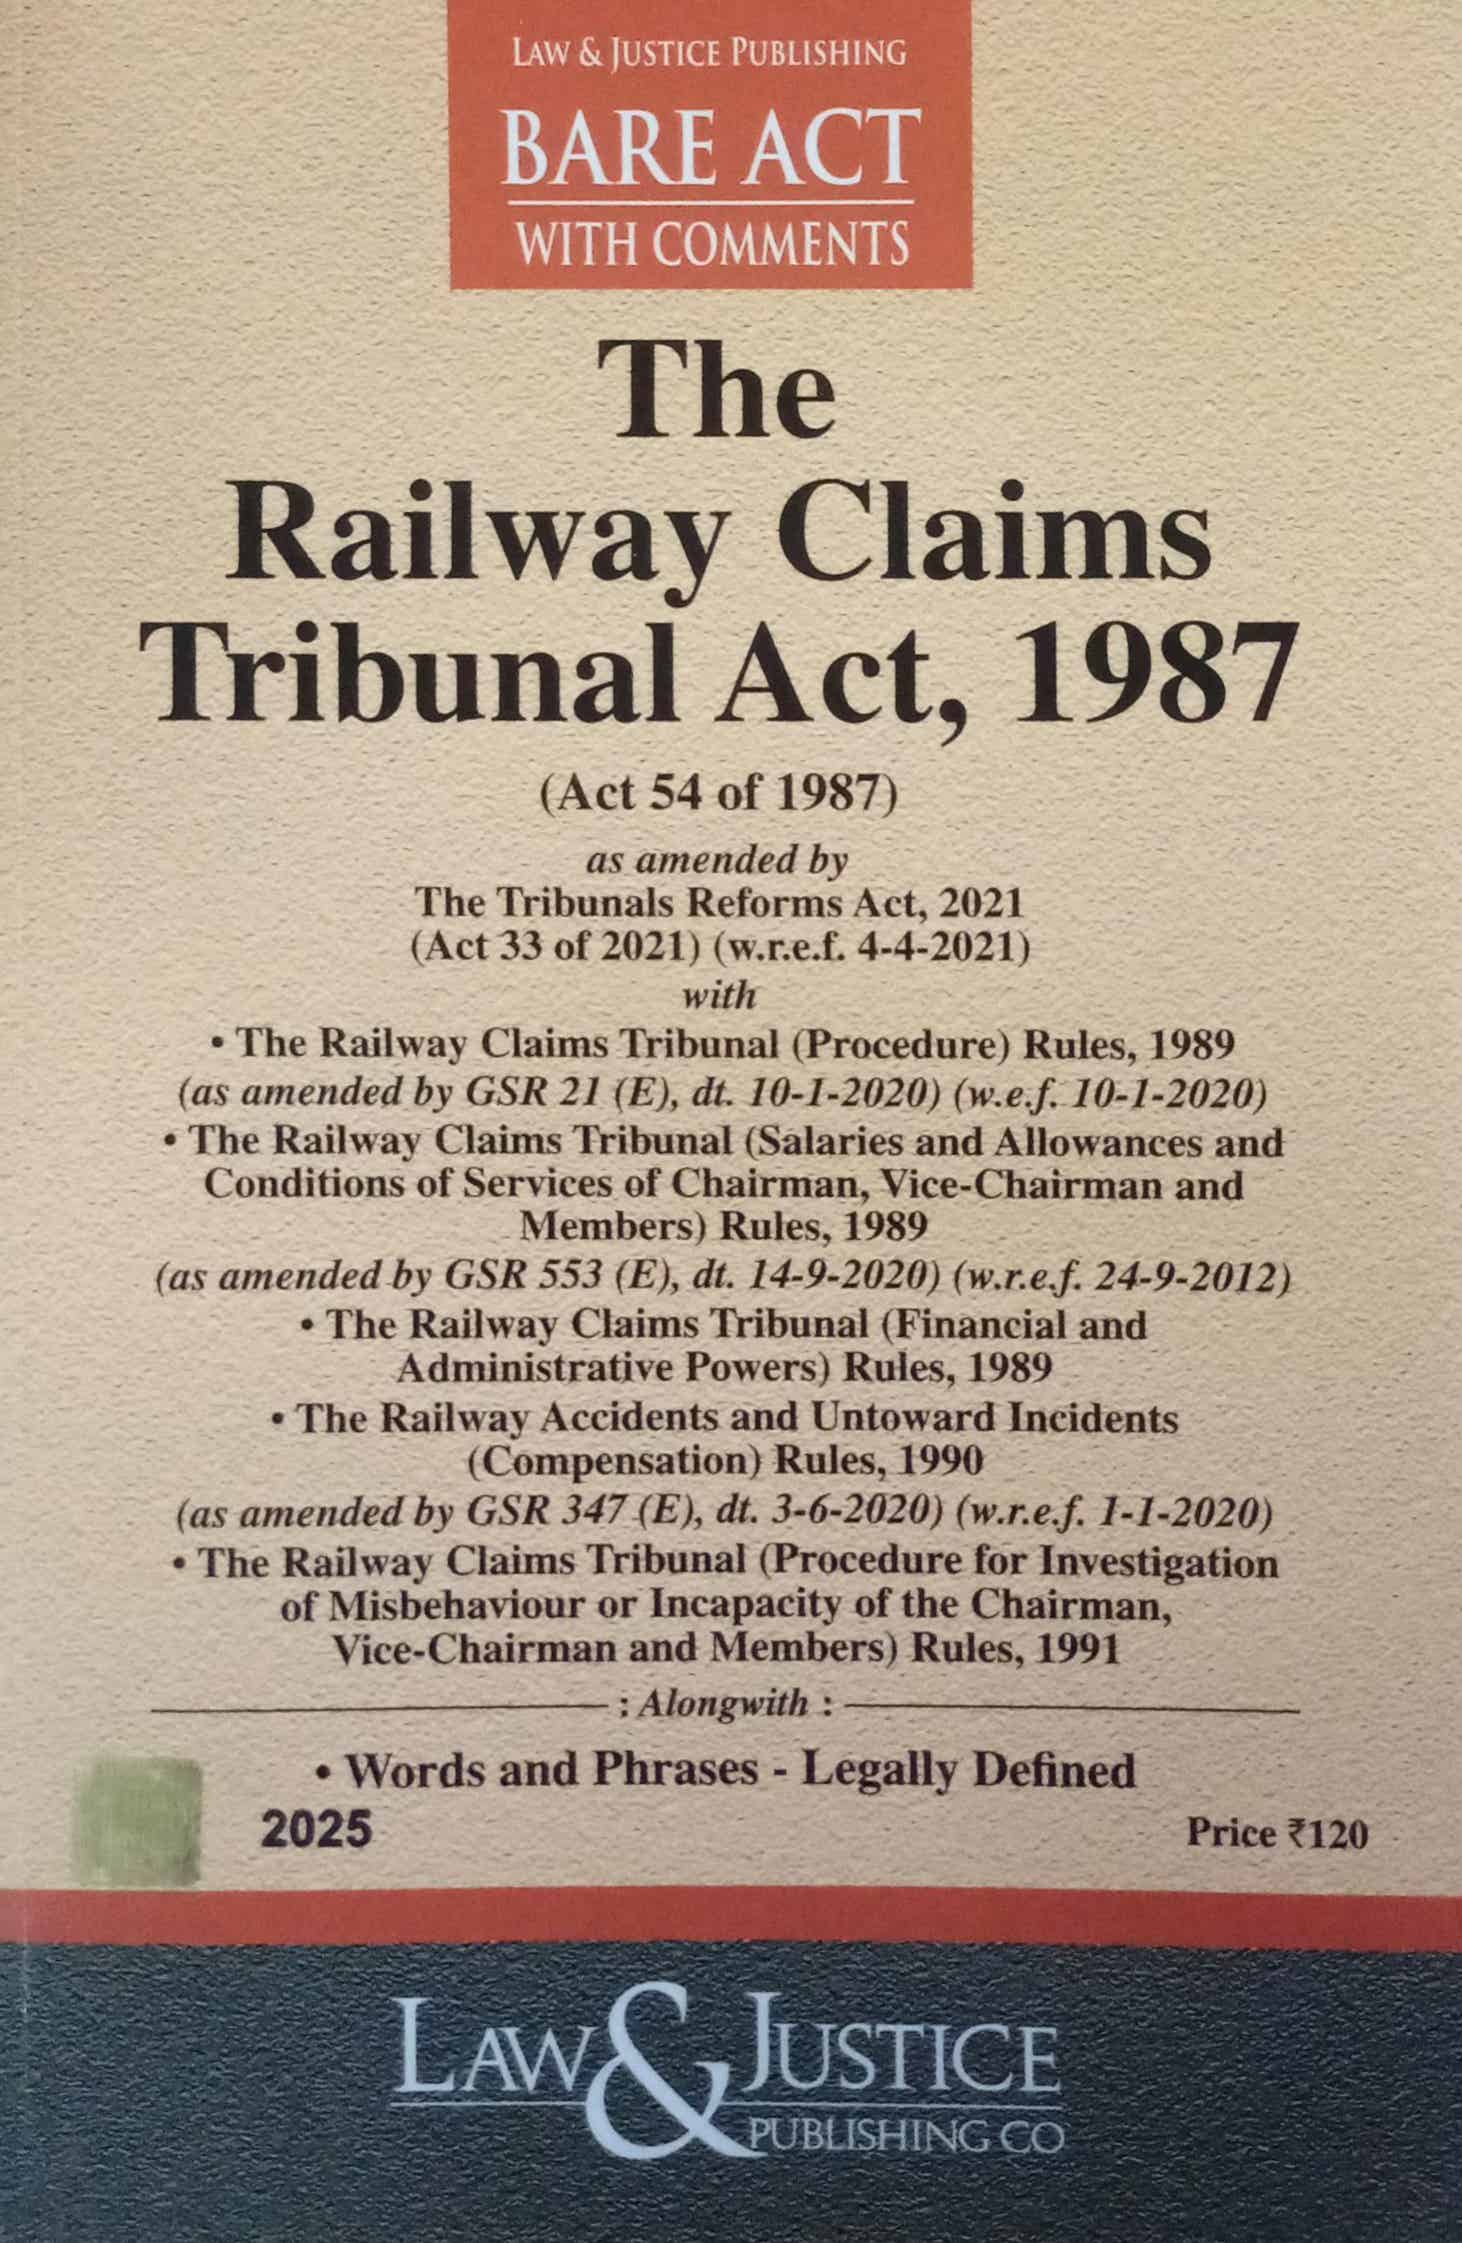 LAW & JUSTICE PUBLISHING
BARE ACT
WITH COMMENTS
The
Railway Claims
Tribunal Act, 1987
(Act 54 of 1987)
as amended by
The Tribunals Reforms Act, 2021
(Act 33 of 2021) (w.r.e.f. 4-4-2021)
with
• The Railway Claims Tribunal (Procedure) Rules, 1989
(as amended by GSR 21 (E), dt. 10-1-2020) (w.e.f. 10-1-2020)
• The Railway Claims Tribunal (Salaries and Allowances and
Conditions of Services of Chairman, Vice-Chairman and
Members) Rules, 1989
(as amended by GSR 553 (E), dt. 14-9-2020) (w.r.e.f. 24-9-2012)
• The Railway Claims Tribunal (Financial and
Administrative Powers) Rules, 1989
• The Railway Accidents and Untoward Incidents
(Compensation) Rules, 1990
(as amended by GSR 347 (E), dt. 3-6-2020) (w.r.e.f. 1-1-2020)
• The Railway Claims Tribunal (Procedure for Investigation
of Misbehaviour or Incapacity of the Chairman,
Vice-Chairman and Members) Rules, 1991
: Alongwith :
• Words and Phrases - Legally Defined
2025 Price ₹120
LAW & JUSTICE
PUBLISHING CO